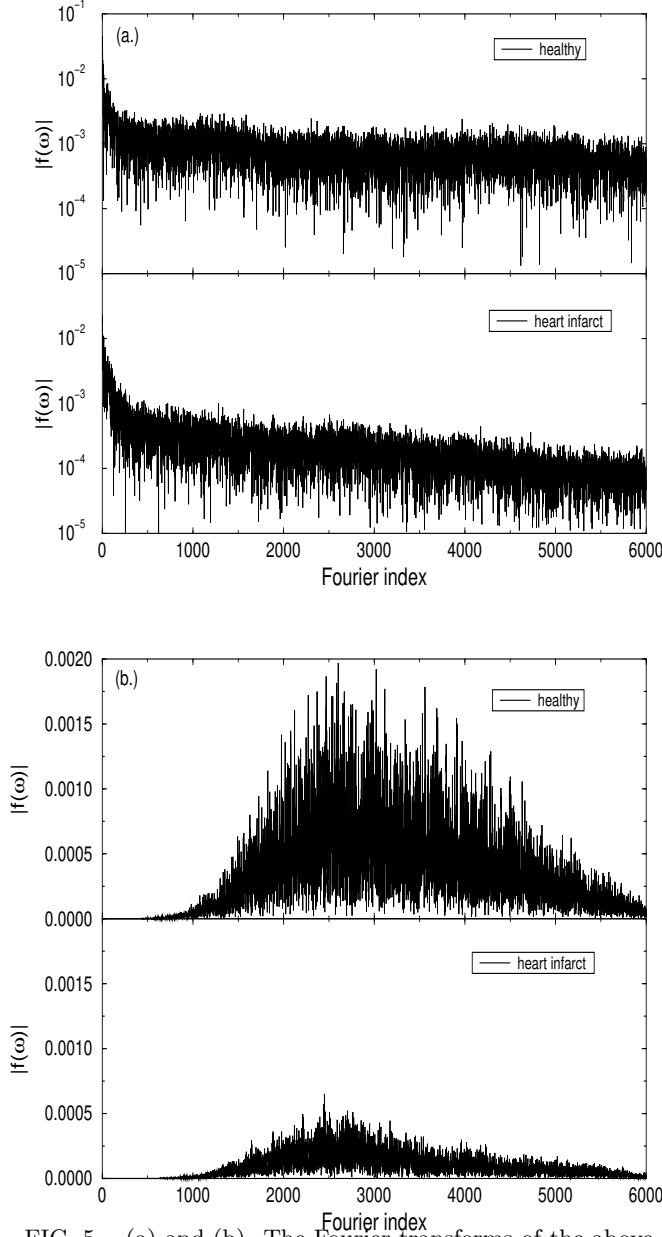 10⁻¹
(a.)
healthy
10⁻²
10⁻³
|f(ω)|
10⁻⁴
10⁻⁵
heart infarct
10⁻²
10⁻³
|f(ω)|
10⁻⁴
10⁻⁵
0 1000 2000 3000 4000 5000 6000
Fourier index
0.0020
(b.)
healthy
0.0015
|f(ω)|
0.0010
0.0005
0.0000
heart infarct
0.0015
|f(ω)|
0.0010
0.0005
0.0000
0 1000 2000 3000 4000 5000 6000
Fourier index
FIG. 5. (a) and (b). The Fourier transforms of the above